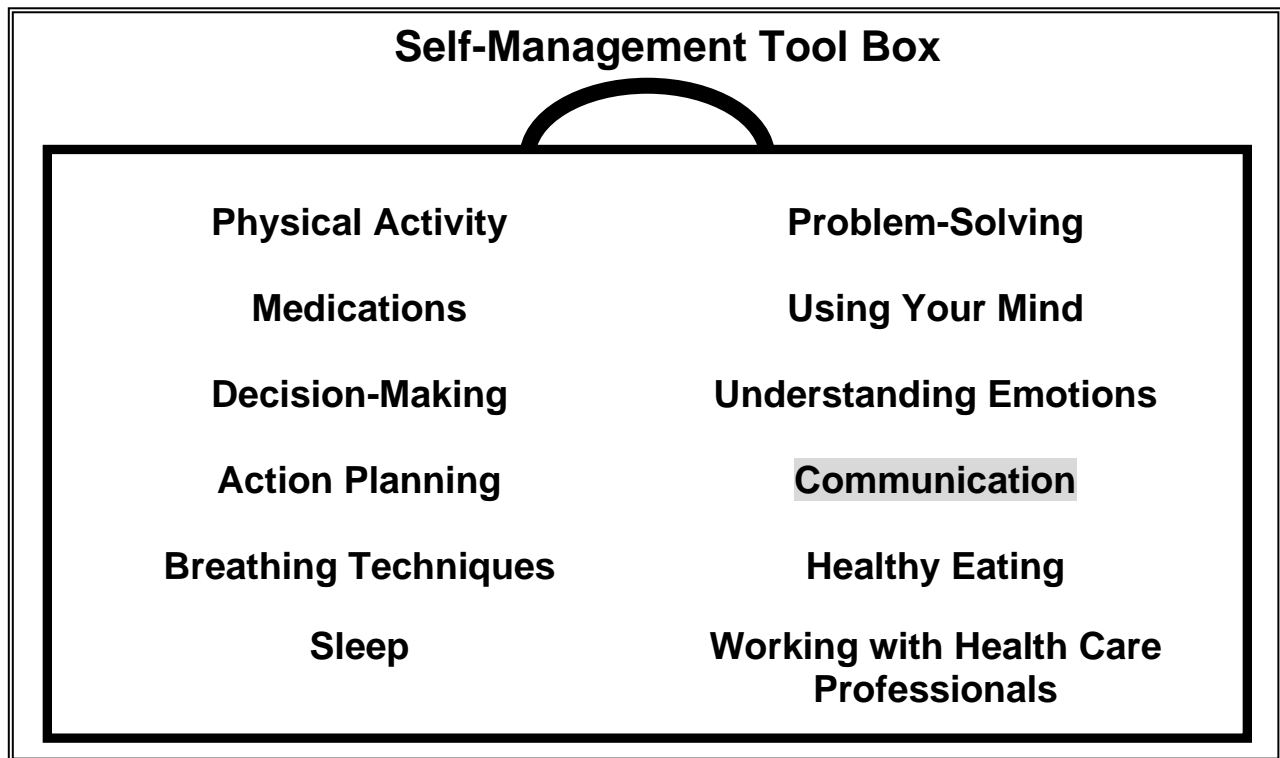 Self-Management Tool Box
Physical Activity
Problem-Solving
Medications
Using Your Mind
Decision-Making
Understanding Emotions
Action Planning
Communication
Breathing Techniques
Healthy Eating
Sleep
Working with Health Care
Professionals